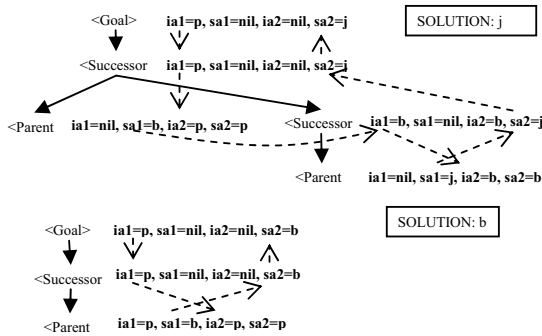 <Goal> ia1=p, sa1=nil, ia2=nil, sa2=j
SOLUTION: j
<Successor ia1=p, sa1=nil, ia2=nil, sa2=j
<Parent ia1=nil, sa1=b, ia2=p, sa2=p
<Successor ia1=b, sa1=nil, ia2=b, sa2=j
<Parent ia1=nil, sa1=j, ia2=b, sa2=b
SOLUTION: b
<Goal> ia1=p, sa1=nil, ia2=nil, sa2=b
<Successor ia1=p, sa1=nil, ia2=nil, sa2=b
<Parent ia1=p, sa1=b, ia2=p, sa2=p